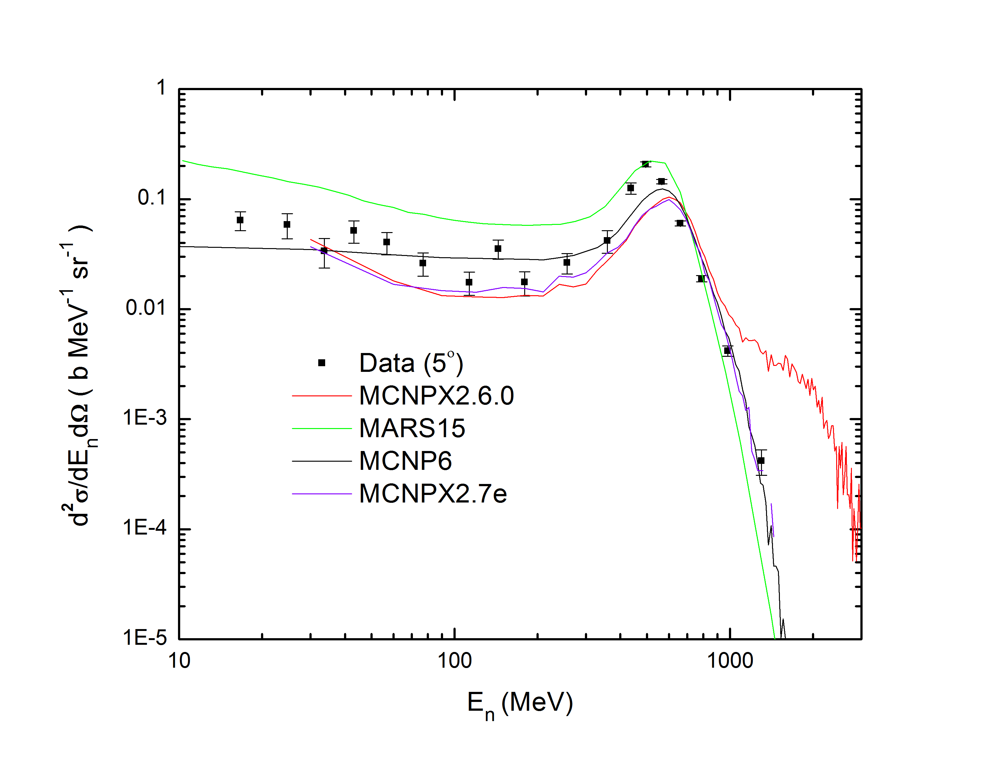 1
0.1
0.01
1E-3
1E-4
1E-5
10
100
1000
d²σ/dEₙdΩ ( b MeV⁻¹ sr⁻¹ )
Eₙ (MeV)
Data (5°)
MCNPX2.6.0
MARS15
MCNP6
MCNPX2.7e